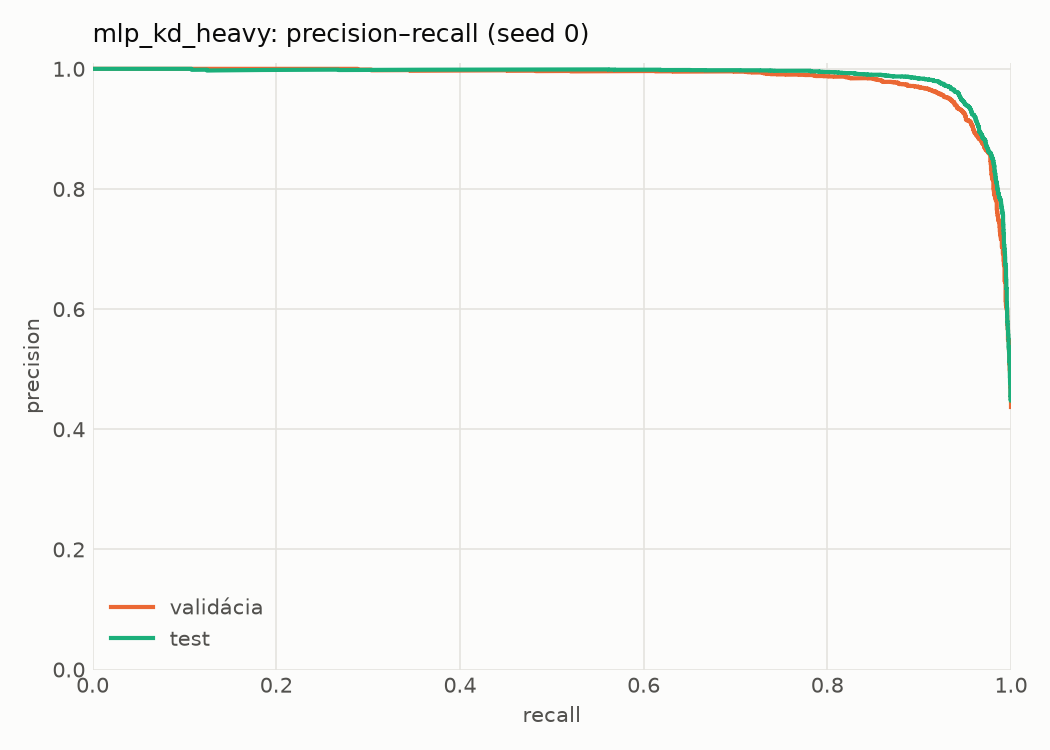 mlp_kd_heavy: precision–recall (seed 0)
1.0
0.8
0.6
0.4
0.2
0.0
precision
validácia
test
0.0 0.2 0.4 0.6 0.8 1.0
recall